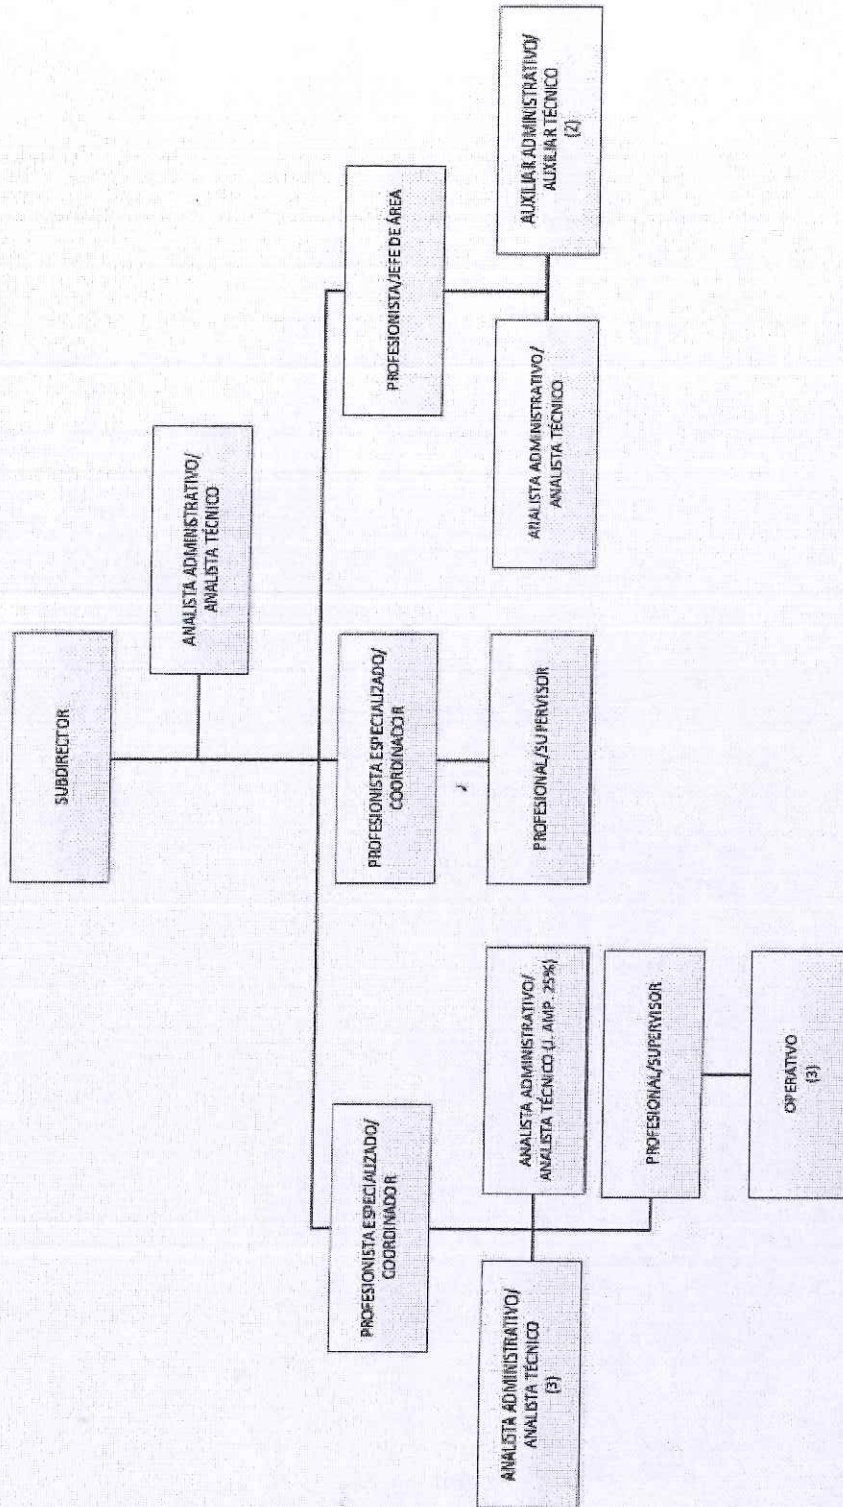 SUBDIRECTOR
ANALISTA ADMINISTRATIVO/
ANALISTA TÉCNICO
PROFESIONISTA ESPECIALIZADO/
COORDINADOR
PROFESIONISTA ESPECIALIZADO/
COORDINADOR
PROFESIONISTA/JEFE DE ÁREA
ANALISTA ADMINISTRATIVO/
ANALISTA TÉCNICO
(3)
ANALISTA ADMINISTRATIVO/
ANALISTA TÉCNICO (J. AMP. 25%)
PROFESIONAL/SUPERVISOR
ANALISTA ADMINISTRATIVO/
ANALISTA TÉCNICO
AUXILIAR ADMINISTRATIVO/
AUXILIAR TÉCNICO
(2)
PROFESIONAL/SUPERVISOR
OPERATIVO
(3)